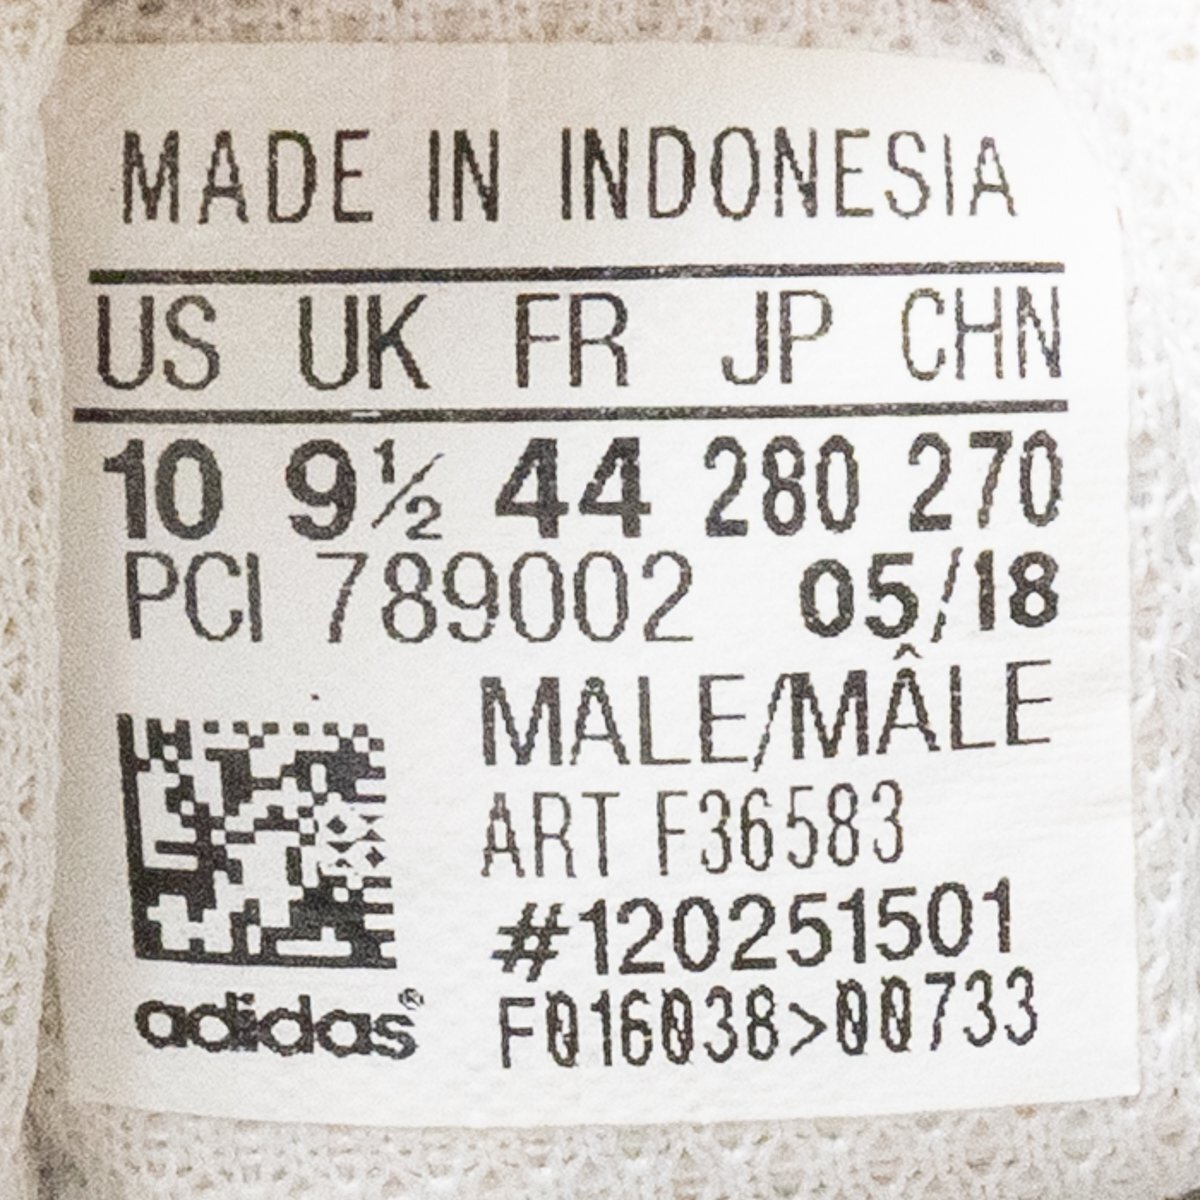 MADE IN INDONESIA
US UK FR JP CHN
10 9½ 44 280 270
PCI 789002 05/18
MALE/MÂLE
ART F36583
#120251501
F016038>00733
adidas®